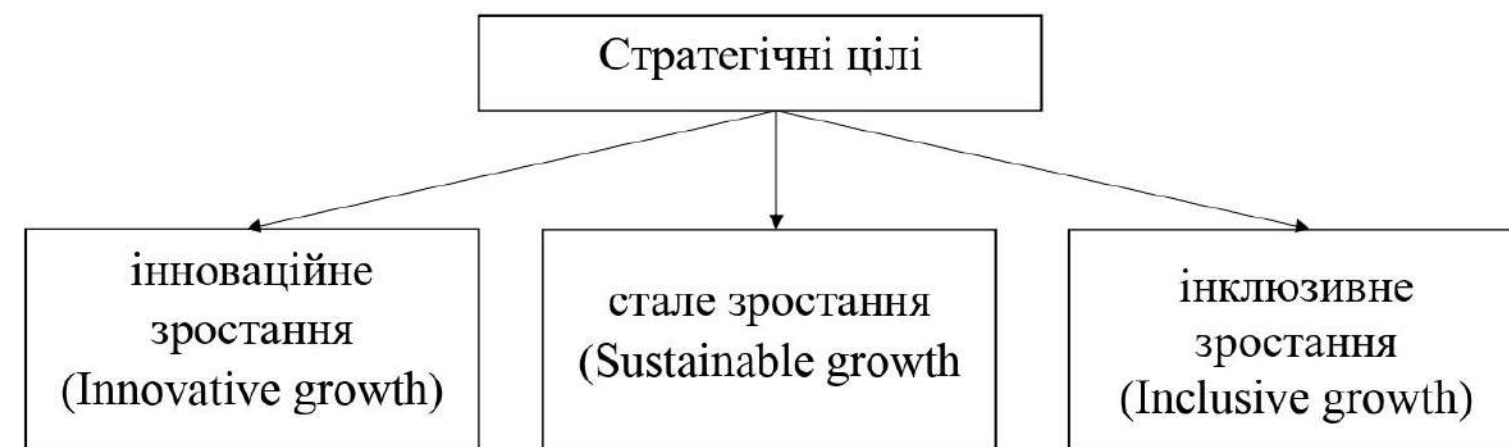 Стратегічні цілі
інноваційне
зростання
(Innovative growth)
стале зростання
(Sustainable growth
інклюзивне
зростання
(Inclusive growth)